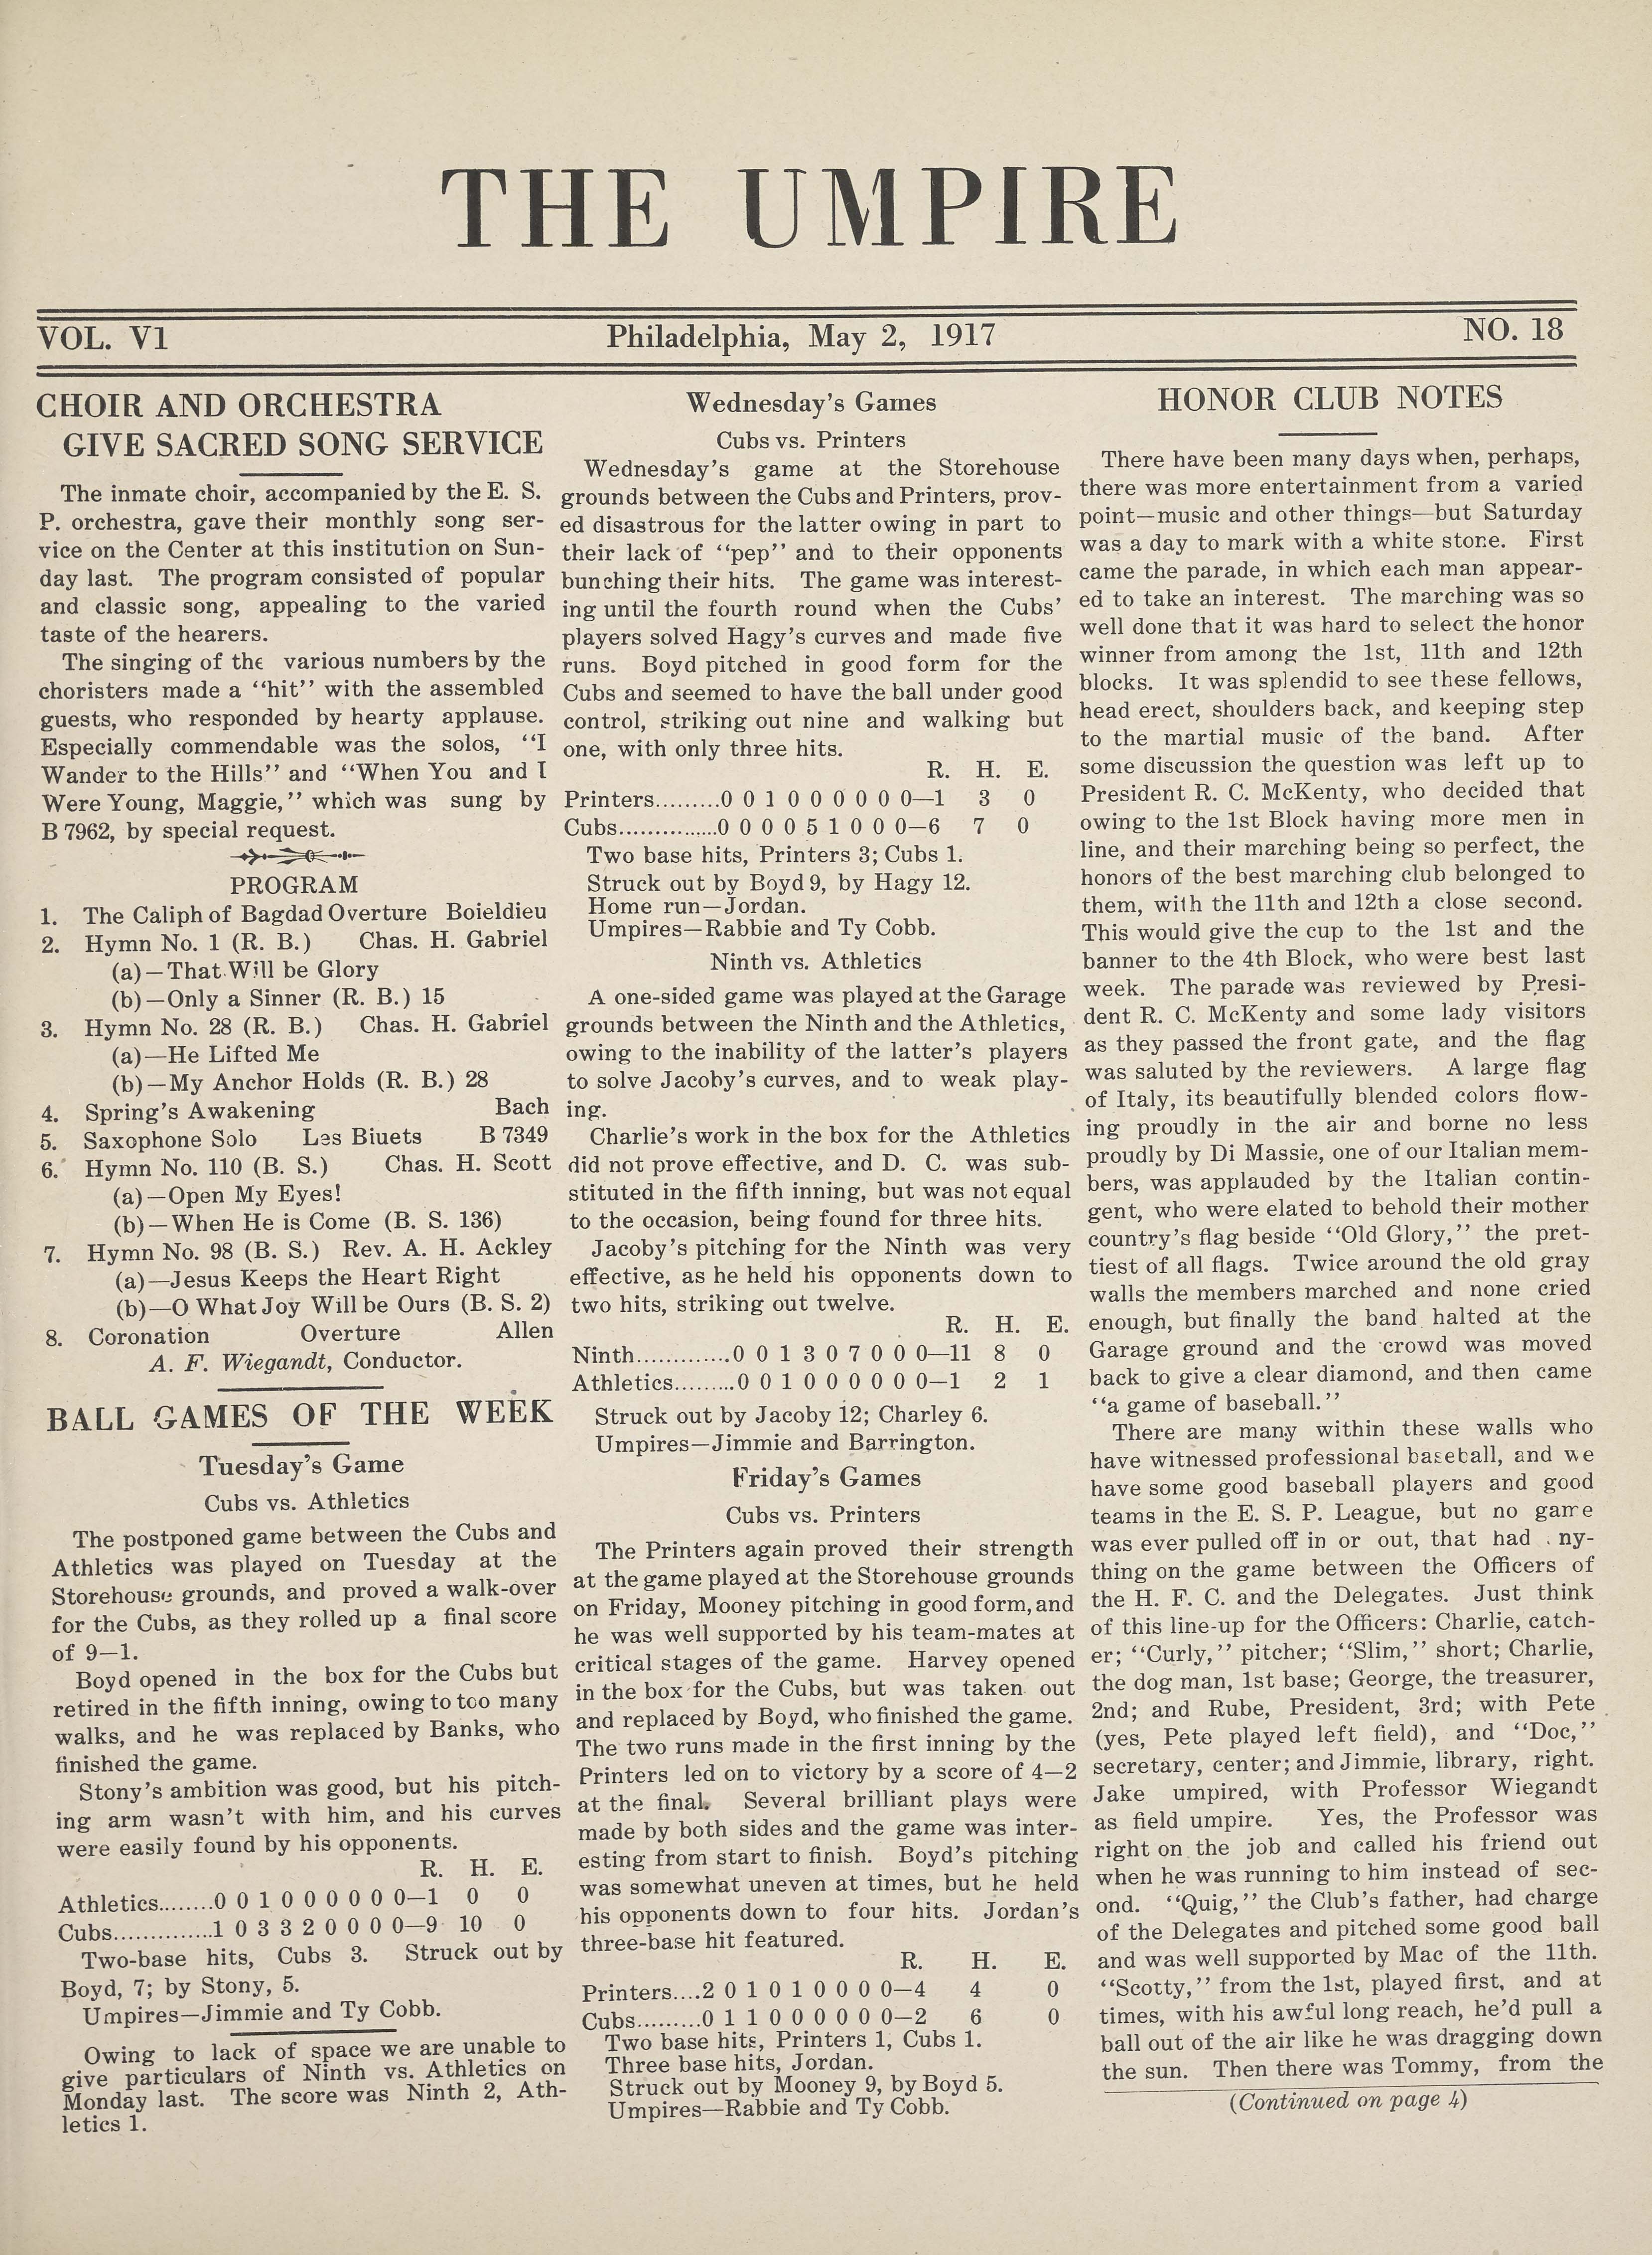 THE UMPIRE
VOL. V1
Philadelphia, May 2, 1917
NO. 18
CHOIR AND ORCHESTRA
GIVE SACRED SONG SERVICE
The inmate choir, accompanied by the E. S.
P. orchestra, gave their monthly song ser-
vice on the Center at this institution on Sun-
day last. The program consisted of popular
and classic song, appealing to the varied
taste of the hearers.
The singing of the various numbers by the
choristers made a "hit" with the assembled
guests, who responded by hearty applause.
Especially commendable was the solos, "I
Wander to the Hills" and "When You and I
Were Young, Maggie," which was sung by
B 7962, by special request.
PROGRAM
1. The Caliph of Bagdad Overture Boieldieu
2. Hymn No. 1 (R. B.) Chas. H. Gabriel
(a)—That Will be Glory
(b)—Only a Sinner (R. B.) 15
3. Hymn No. 28 (R. B.) Chas. H. Gabriel
(a)—He Lifted Me
(b)—My Anchor Holds (R. B.) 28
4. Spring's Awakening Bach
5. Saxophone Solo Les Biuets B 7349
6. Hymn No. 110 (B. S.) Chas. H. Scott
(a)—Open My Eyes!
(b)—When He is Come (B. S. 136)
7. Hymn No. 98 (B. S.) Rev. A. H. Ackley
(a)—Jesus Keeps the Heart Right
(b)—O What Joy Will be Ours (B. S. 2)
8. Coronation Overture Allen
A. F. Wiegandt, Conductor.
BALL GAMES OF THE WEEK
Tuesday's Game
Cubs vs. Athletics
The postponed game between the Cubs and
Athletics was played on Tuesday at the
Storehouse grounds, and proved a walk-over
for the Cubs, as they rolled up a final score
of 9—1.
Boyd opened in the box for the Cubs but
retired in the fifth inning, owing to too many
walks, and he was replaced by Banks, who
finished the game.
Stony's ambition was good, but his pitch-
ing arm wasn't with him, and his curves
were easily found by his opponents.
R. H. E.
Athletics........0 0 1 0 0 0 0 0 0—1 0 0
Cubs..............1 0 3 3 2 0 0 0 0—9 10 0
Two-base hits, Cubs 3. Struck out by
Boyd, 7; by Stony, 5.
Umpires—Jimmie and Ty Cobb.
Owing to lack of space we are unable to
give particulars of Ninth vs. Athletics on
Monday last. The score was Ninth 2, Ath-
letics 1.
Wednesday's Games
Cubs vs. Printers
Wednesday's game at the Storehouse
grounds between the Cubs and Printers, prov-
ed disastrous for the latter owing in part to
their lack of "pep" and to their opponents
bunching their hits. The game was interest-
ing until the fourth round when the Cubs'
players solved Hagy's curves and made five
runs. Boyd pitched in good form for the
Cubs and seemed to have the ball under good
control, striking out nine and walking but
one, with only three hits.
R. H. E.
Printers.........0 0 1 0 0 0 0 0 0—1 3 0
Cubs..............0 0 0 0 5 1 0 0 0—6 7 0
Two base hits, Printers 3; Cubs 1.
Struck out by Boyd 9, by Hagy 12.
Home run—Jordan.
Umpires—Rabbie and Ty Cobb.
Ninth vs. Athletics
A one-sided game was played at the Garage
grounds between the Ninth and the Athletics,
owing to the inability of the latter's players
to solve Jacoby's curves, and to weak play-
ing.
Charlie's work in the box for the Athletics
did not prove effective, and D. C. was sub-
stituted in the fifth inning, but was not equal
to the occasion, being found for three hits.
Jacoby's pitching for the Ninth was very
effective, as he held his opponents down to
two hits, striking out twelve.
R. H. E.
Ninth.............0 0 1 3 0 7 0 0 0—11 8 0
Athletics.........0 0 1 0 0 0 0 0 0—1 2 1
Struck out by Jacoby 12; Charley 6.
Umpires—Jimmie and Barrington.
Friday's Games
Cubs vs. Printers
The Printers again proved their strength
at the game played at the Storehouse grounds
on Friday, Mooney pitching in good form, and
he was well supported by his team-mates at
critical stages of the game. Harvey opened
in the box for the Cubs, but was taken out
and replaced by Boyd, who finished the game.
The two runs made in the first inning by the
Printers led on to victory by a score of 4—2
at the final. Several brilliant plays were
made by both sides and the game was inter-
esting from start to finish. Boyd's pitching
was somewhat uneven at times, but he held
his opponents down to four hits. Jordan's
three-base hit featured.
R. H. E.
Printers....2 0 1 0 1 0 0 0 0—4 4 0
Cubs.........0 1 1 0 0 0 0 0 0—2 6 0
Two base hits, Printers 1, Cubs 1.
Three base hits, Jordan.
Struck out by Mooney 9, by Boyd 5.
Umpires—Rabbie and Ty Cobb.
HONOR CLUB NOTES
There have been many days when, perhaps,
there was more entertainment from a varied
point—music and other things—but Saturday
was a day to mark with a white stone. First
came the parade, in which each man appear-
ed to take an interest. The marching was so
well done that it was hard to select the honor
winner from among the 1st, 11th and 12th
blocks. It was splendid to see these fellows,
head erect, shoulders back, and keeping step
to the martial music of the band. After
some discussion the question was left up to
President R. C. McKenty, who decided that
owing to the 1st Block having more men in
line, and their marching being so perfect, the
honors of the best marching club belonged to
them, with the 11th and 12th a close second.
This would give the cup to the 1st and the
banner to the 4th Block, who were best last
week. The parade was reviewed by Presi-
dent R. C. McKenty and some lady visitors
as they passed the front gate, and the flag
was saluted by the reviewers. A large flag
of Italy, its beautifully blended colors flow-
ing proudly in the air and borne no less
proudly by Di Massie, one of our Italian mem-
bers, was applauded by the Italian contin-
gent, who were elated to behold their mother
country's flag beside "Old Glory," the pret-
tiest of all flags. Twice around the old gray
walls the members marched and none cried
enough, but finally the band halted at the
Garage ground and the crowd was moved
back to give a clear diamond, and then came
"a game of baseball."
There are many within these walls who
have witnessed professional baseball, and we
have some good baseball players and good
teams in the E. S. P. League, but no game
was ever pulled off in or out, that had ny-
thing on the game between the Officers of
the H. F. C. and the Delegates. Just think
of this line-up for the Officers: Charlie, catch-
er; "Curly," pitcher; "Slim," short; Charlie,
the dog man, 1st base; George, the treasurer,
2nd; and Rube, President, 3rd; with Pete
(yes, Pete played left field), and "Doc,"
secretary, center; and Jimmie, library, right.
Jake umpired, with Professor Wiegandt
as field umpire. Yes, the Professor was
right on the job and called his friend out
when he was running to him instead of sec-
ond. "Quig," the Club's father, had charge
of the Delegates and pitched some good ball
and was well supported by Mac of the 11th.
"Scotty," from the 1st, played first, and at
times, with his awful long reach, he'd pull a
ball out of the air like he was dragging down
the sun. Then there was Tommy, from the
(Continued on page 4)